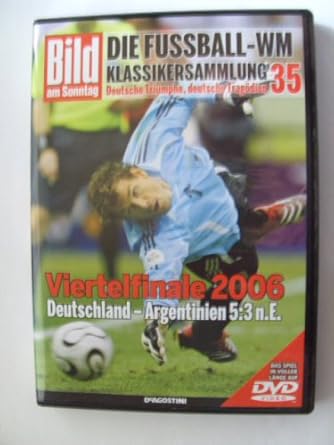 Bild
am Sonntag
DIE FUSSBALL-WM
KLASSIKERSAMMLUNG
35
Deutsche Triumphe, deutsche Tragödien
Viertelfinale 2006
Deutschland – Argentinien 5:3 n.E.
DAS SPIEL
IN VOLLER
LÄNGE AUF
DVD
VIDEO
DEAGOSTINI